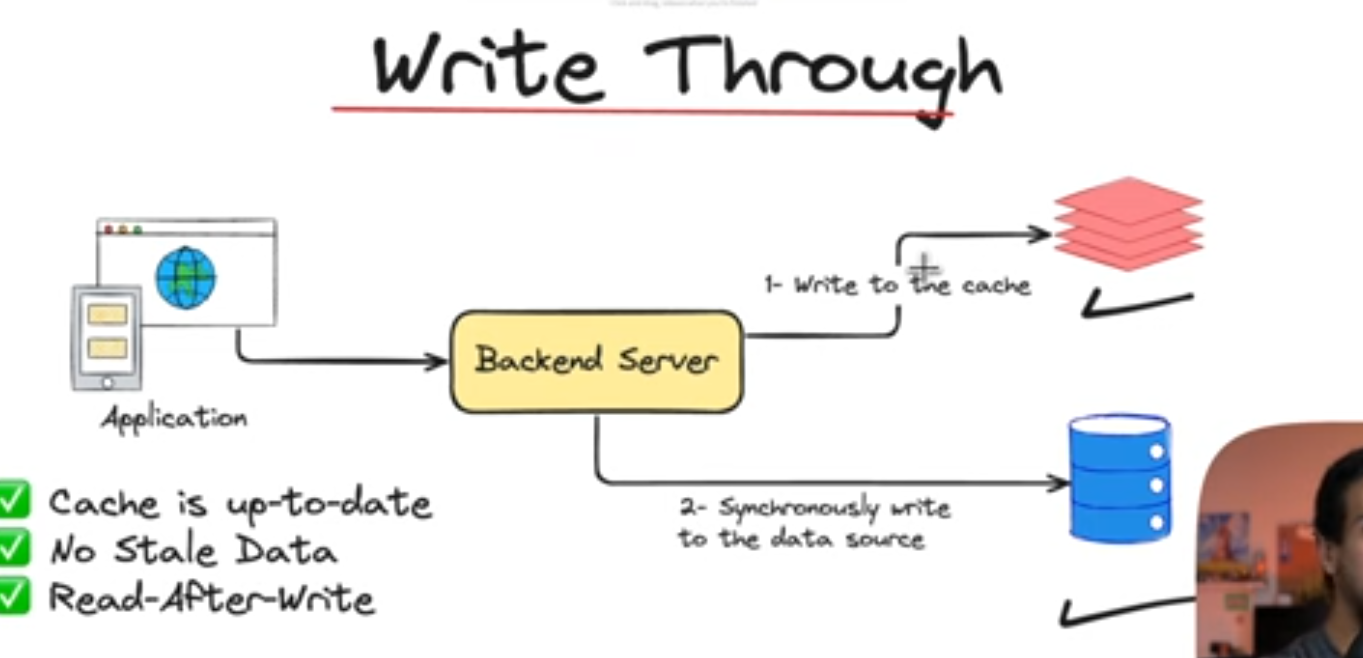 Write Through
1- Write to the cache
Backend Server
Application
2- Synchronously write
to the data source
Cache is up-to-date
No Stale Data
Read-After-Write